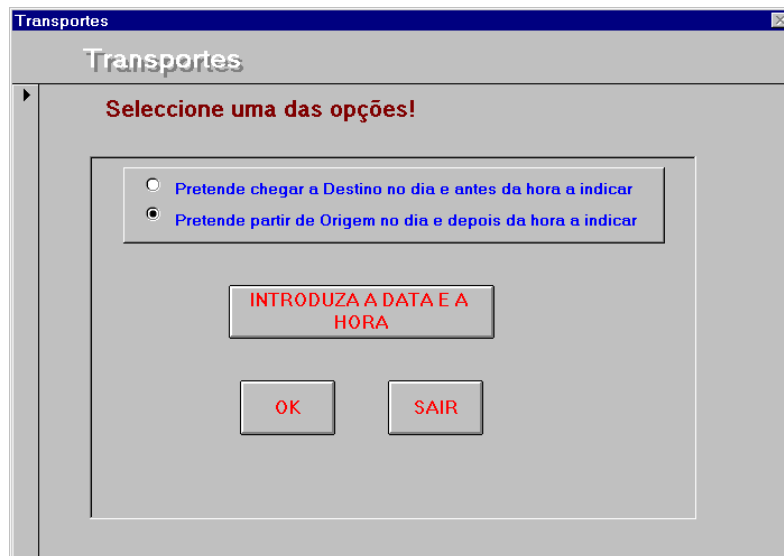 Transportes
Transportes
Seleccione uma das opções!
Pretende chegar a Destino no dia e antes da hora a indicar
Pretende partir de Origem no dia e depois da hora a indicar
INTRODUZA A DATA E A
HORA
OK SAIR